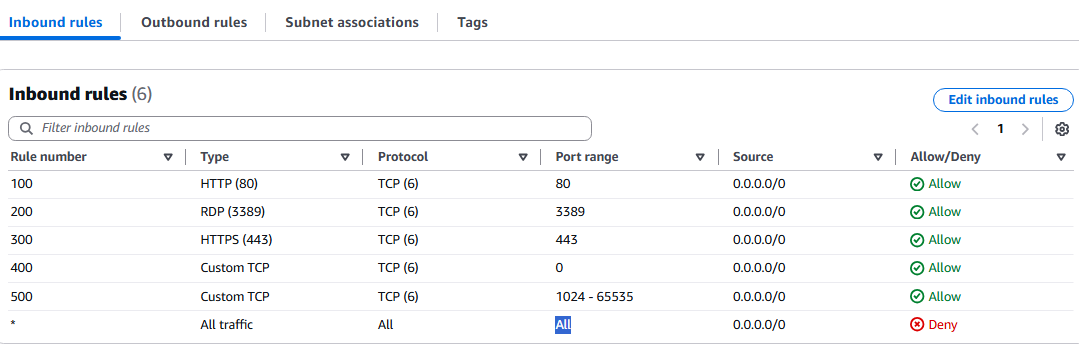 Inbound rules Outbound rules Subnet associations Tags
Inbound rules (6) Edit inbound rules
Filter inbound rules 1
Rule number Type Protocol Port range Source Allow/Deny
100 HTTP (80) TCP (6) 80 0.0.0.0/0 Allow
200 RDP (3389) TCP (6) 3389 0.0.0.0/0 Allow
300 HTTPS (443) TCP (6) 443 0.0.0.0/0 Allow
400 Custom TCP TCP (6) 0 0.0.0.0/0 Allow
500 Custom TCP TCP (6) 1024 - 65535 0.0.0.0/0 Allow
* All traffic All All 0.0.0.0/0 Deny